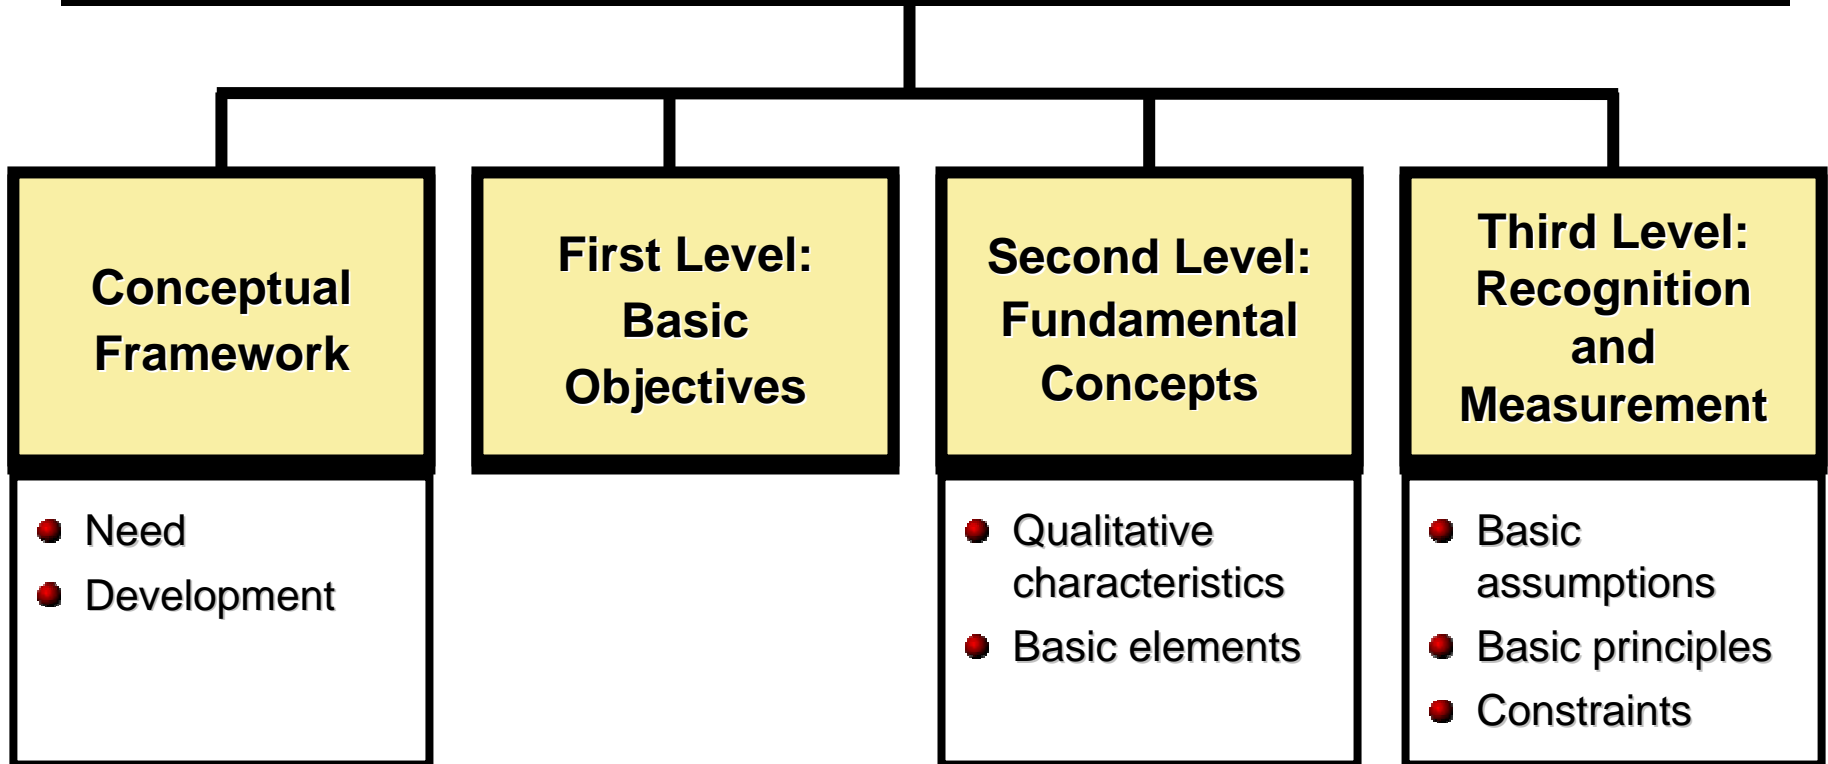 Conceptual
Framework
First Level:
Basic
Objectives
Second Level:
Fundamental
Concepts
Third Level:
Recognition
and
Measurement
Need
Development
Qualitative
characteristics
Basic elements
Basic
assumptions
Basic principles
Constraints